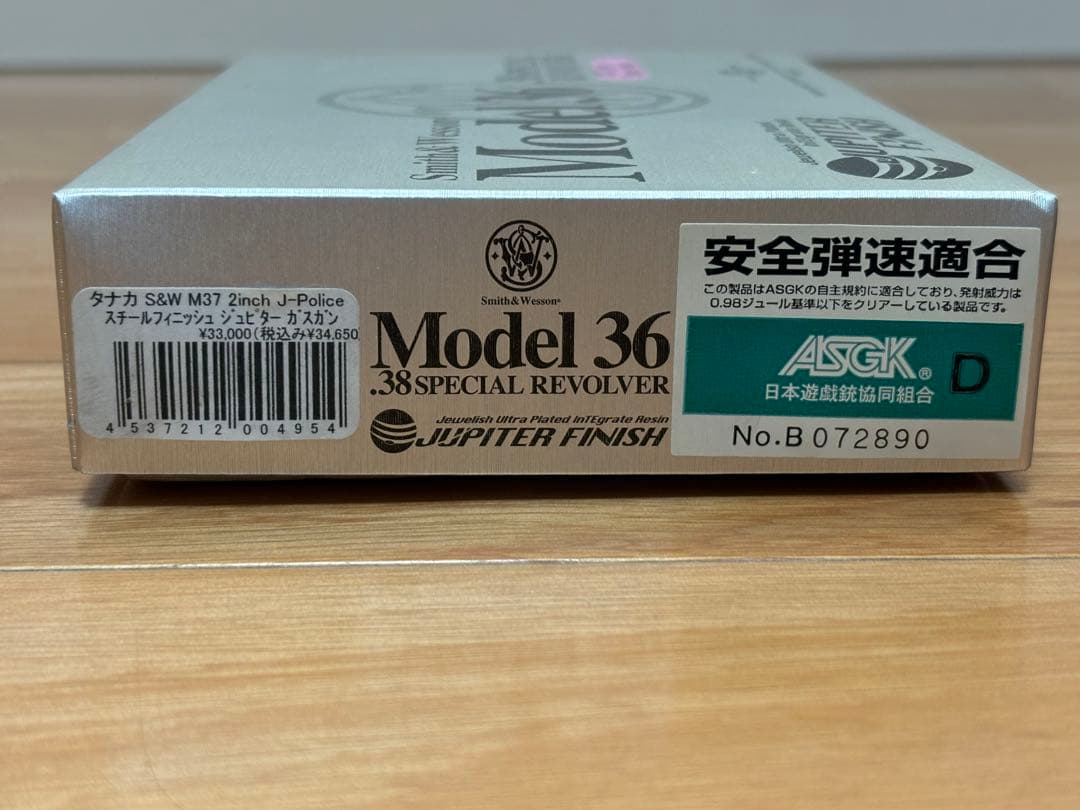 Smith & Wesson
Model 36
JUPITER
FINISH
タナカ S&W M37 2inch J-Police
スチールフィニッシュ ジュピター ガスガン
¥33,000(税込み¥34,650
4 537212 004954
Smith & Wesson®
Model 36
.38 SPECIAL REVOLVER
Jewelish Ultra Plated InTEgrate Resin
JUPITER FINISH
安全弾速適合
この製品はASGKの自主規約に適合しており、発射威力は
0.98ジュール基準以下をクリアーしている製品です。
ASGK® D
日本遊戯銃協同組合
No.B 072890